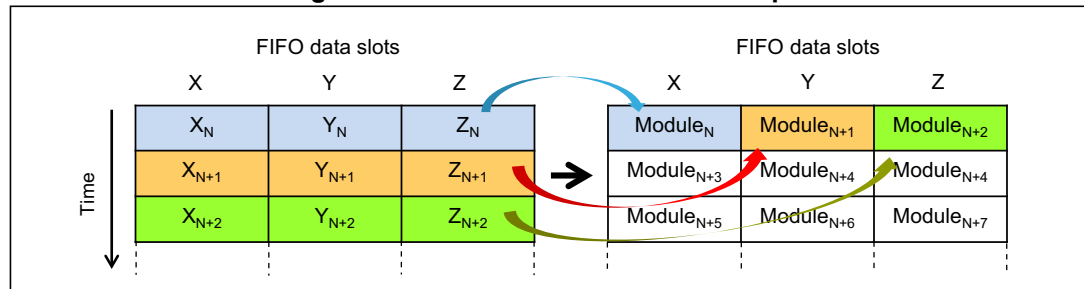 FIFO data slots FIFO data slots
X Y Z X Y Z
X_N Y_N Z_N Module_N Module_N+1 Module_N+2
X_N+1 Y_N+1 Z_N+1 Module_N+3 Module_N+4 Module_N+4
X_N+2 Y_N+2 Z_N+2 Module_N+5 Module_N+6 Module_N+7
Time